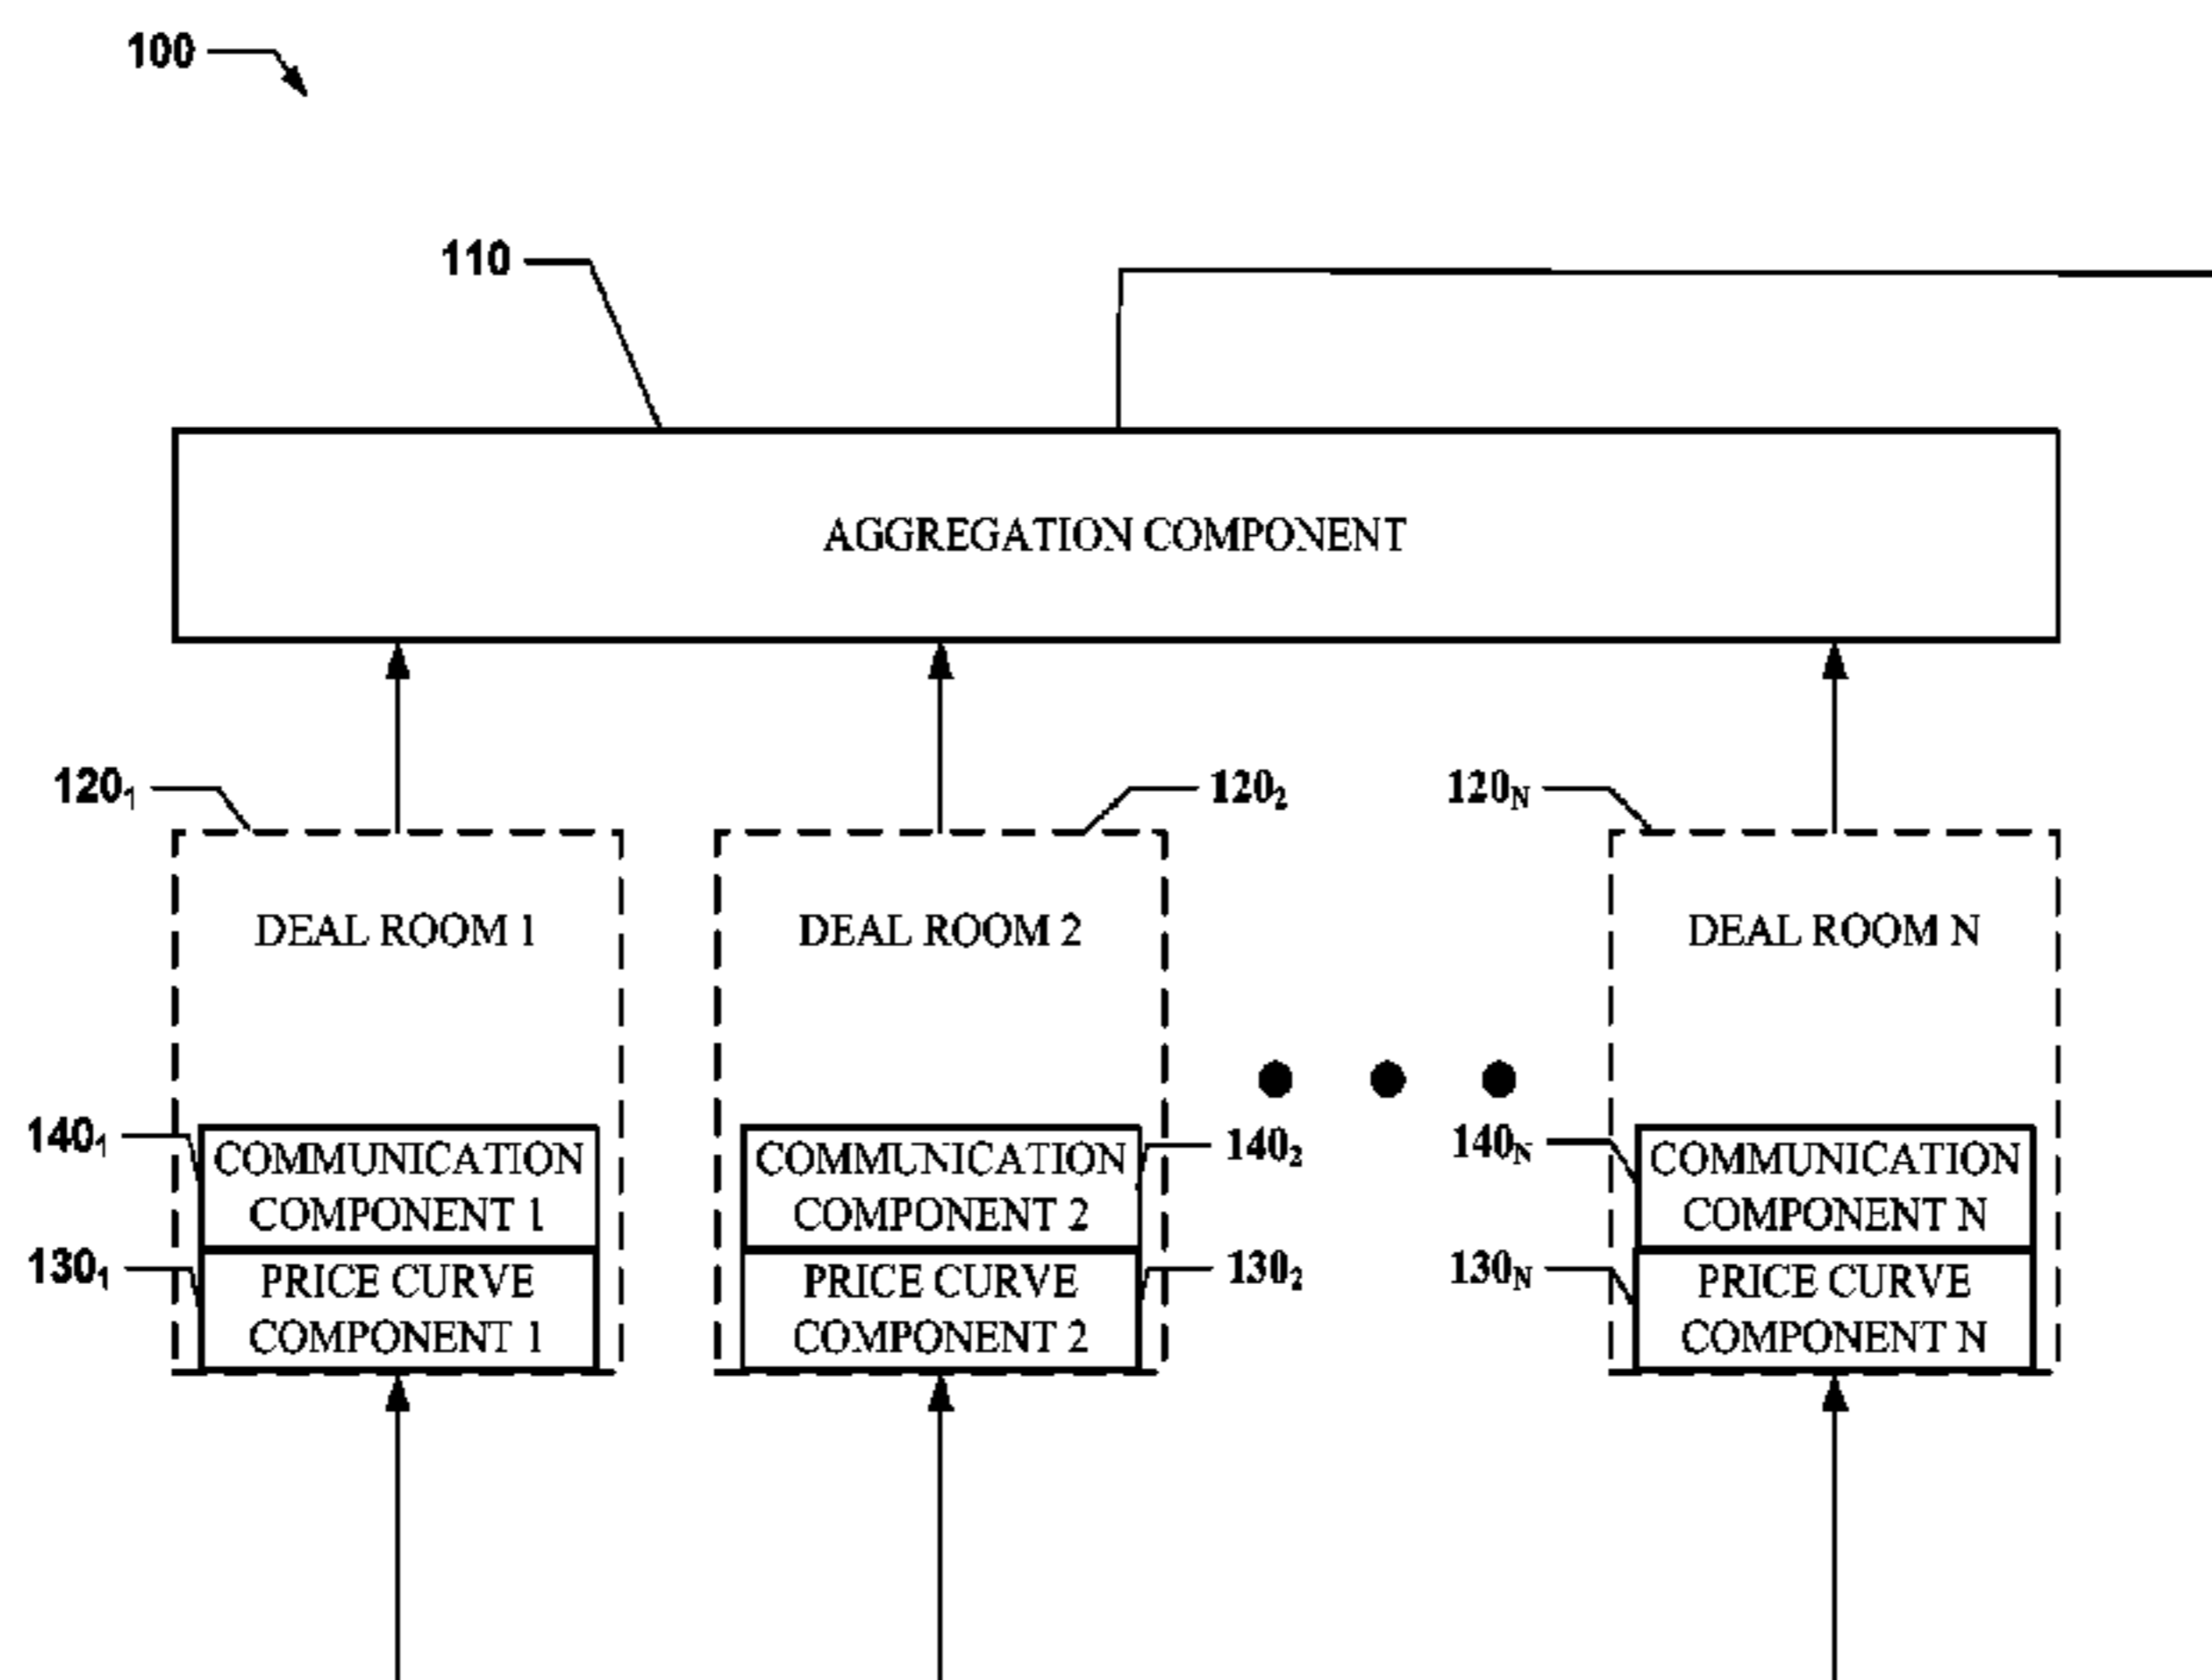 100
110
AGGREGATION COMPONENT
120₁
120₂
120ₙ
DEAL ROOM 1
DEAL ROOM 2
DEAL ROOM N
140₁
COMMUNICATION
COMPONENT 1
COMMUNICATION
COMPONENT 2
140₂
140ₙ
COMMUNICATION
COMPONENT N
130₁
PRICE CURVE
COMPONENT 1
PRICE CURVE
COMPONENT 2
130₂
130ₙ
PRICE CURVE
COMPONENT N